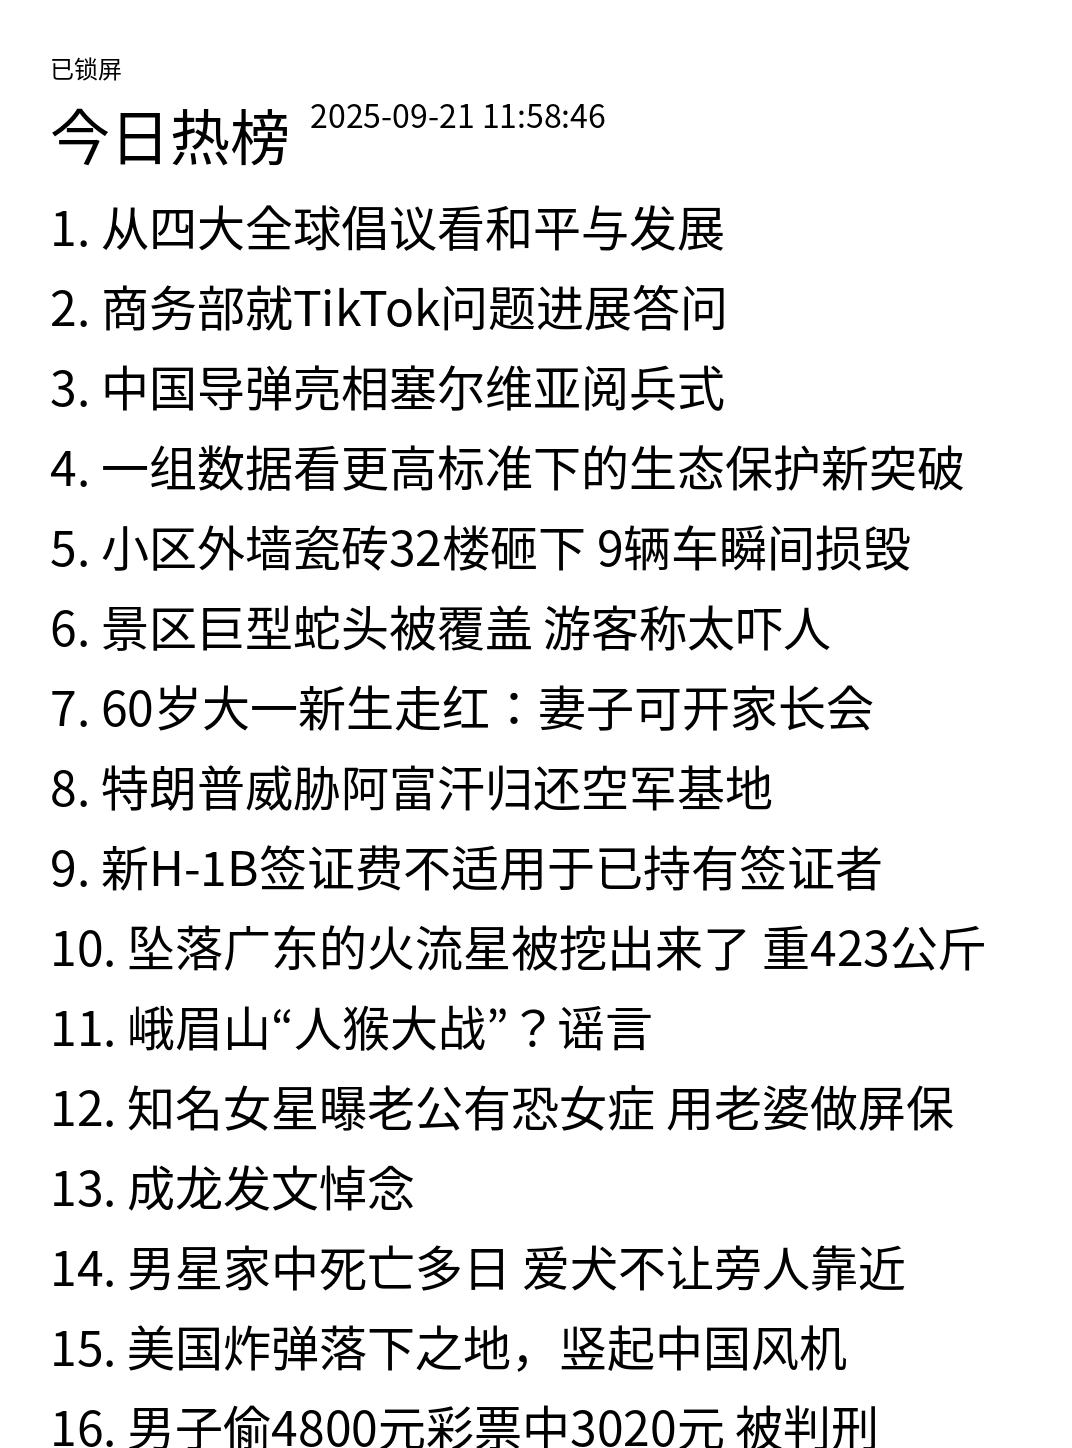 已锁屏
今日热榜 2025-09-21 11:58:46
1. 从四大全球倡议看和平与发展
2. 商务部就TikTok问题进展答问
3. 中国导弹亮相塞尔维亚阅兵式
4. 一组数据看更高标准下的生态保护新突破
5. 小区外墙瓷砖32楼砸下 9辆车瞬间损毁
6. 景区巨型蛇头被覆盖 游客称太吓人
7. 60岁大一新生走红：妻子可开家长会
8. 特朗普威胁阿富汗归还空军基地
9. 新H-1B签证费不适用于已持有签证者
10. 坠落广东的火流星被挖出来了 重423公斤
11. 峨眉山“人猴大战”？谣言
12. 知名女星曝老公有恐女症 用老婆做屏保
13. 成龙发文悼念
14. 男星家中死亡多日 爱犬不让旁人靠近
15. 美国炸弹落下之地，竖起中国风机
16. 男子偷4800元彩票中3020元 被判刑